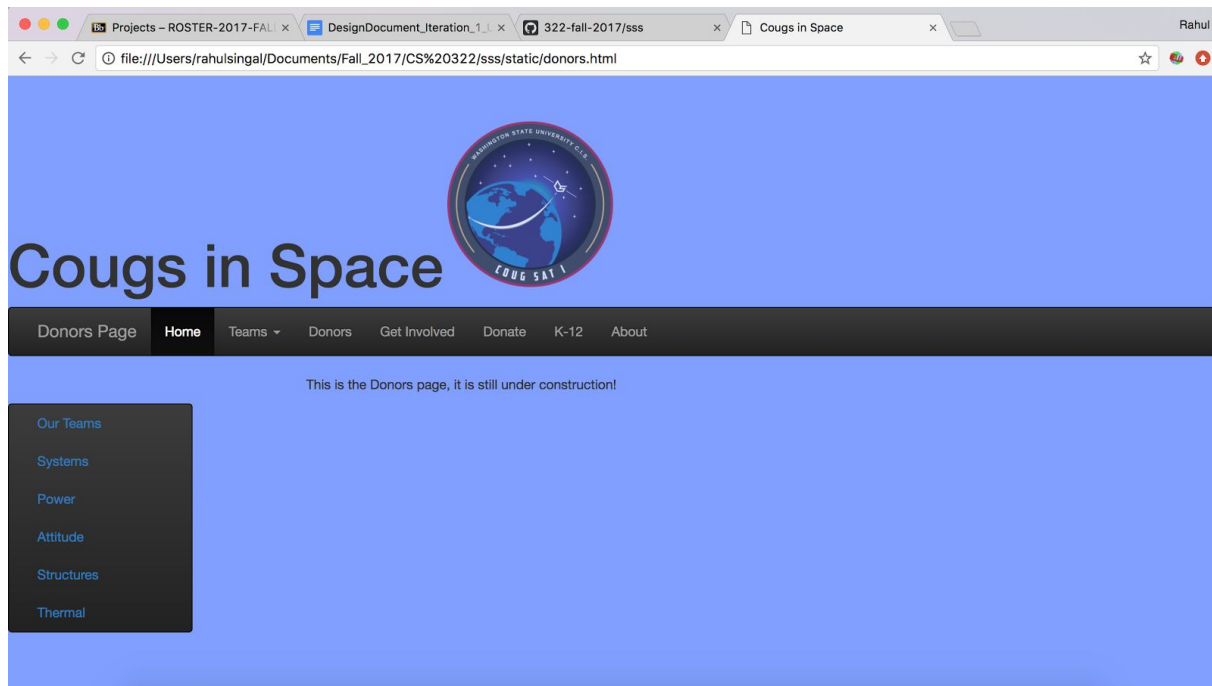 Projects – ROSTER-2017-FAL
DesignDocument_Iteration_1_
322-fall-2017/sss
Cougs in Space
Rahul
file:///Users/rahulsingal/Documents/Fall_2017/CS%20322/sss/static/donors.html
WASHINGTON STATE UNIVERSITY C.I.S.
COUG SAT 1
Cougs in Space
Donors Page Home Teams Donors Get Involved Donate K-12 About
This is the Donors page, it is still under construction!
Our Teams
Systems
Power
Attitude
Structures
Thermal